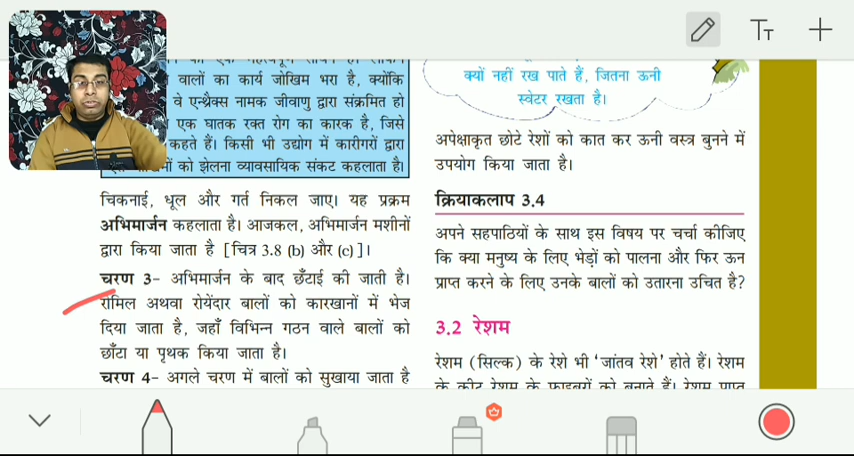 वालों का कार्य जोखिम भरा है, क्योंकि
वे एन्थ्रैक्स नामक जीवाणु द्वारा संक्रमित हो
एक घातक रक्त रोग का कारक है, जिसे
कहते हैं। किसी भी उद्योग में कारीगरों द्वारा
को झेलना व्यावसायिक संकट कहलाता है।
चिकनाई, धूल और गर्त निकल जाए। यह प्रक्रम
अभिमार्जन कहलाता है। आजकल, अभिमार्जन मशीनों
द्वारा किया जाता है [चित्र 3.8 (b) और (c)]।
चरण 3- अभिमार्जन के बाद छँटाई की जाती है।
रोमिल अथवा रोयेंदार बालों को कारखानों में भेज
दिया जाता है, जहाँ विभिन्न गठन वाले बालों को
छाँटा या पृथक किया जाता है।
चरण 4- अगले चरण में बालों को सुखाया जाता है
क्यों नहीं रख पाते हैं, जितना ऊनी
स्वेटर रखता है।
अपेक्षाकृत छोटे रेशों को कात कर ऊनी वस्त्र बुनने में
उपयोग किया जाता है।
क्रियाकलाप 3.4
अपने सहपाठियों के साथ इस विषय पर चर्चा कीजिए
कि क्या मनुष्य के लिए भेड़ों को पालना और फिर ऊन
प्राप्त करने के लिए उनके बालों को उतारना उचित है?
3.2 रेशम
रेशम (सिल्क) के रेशे भी ‘जांतव रेशे’ होते हैं। रेशम
के कीट रेशम के फाइबरों को बनाते हैं। रेशम प्राप्त